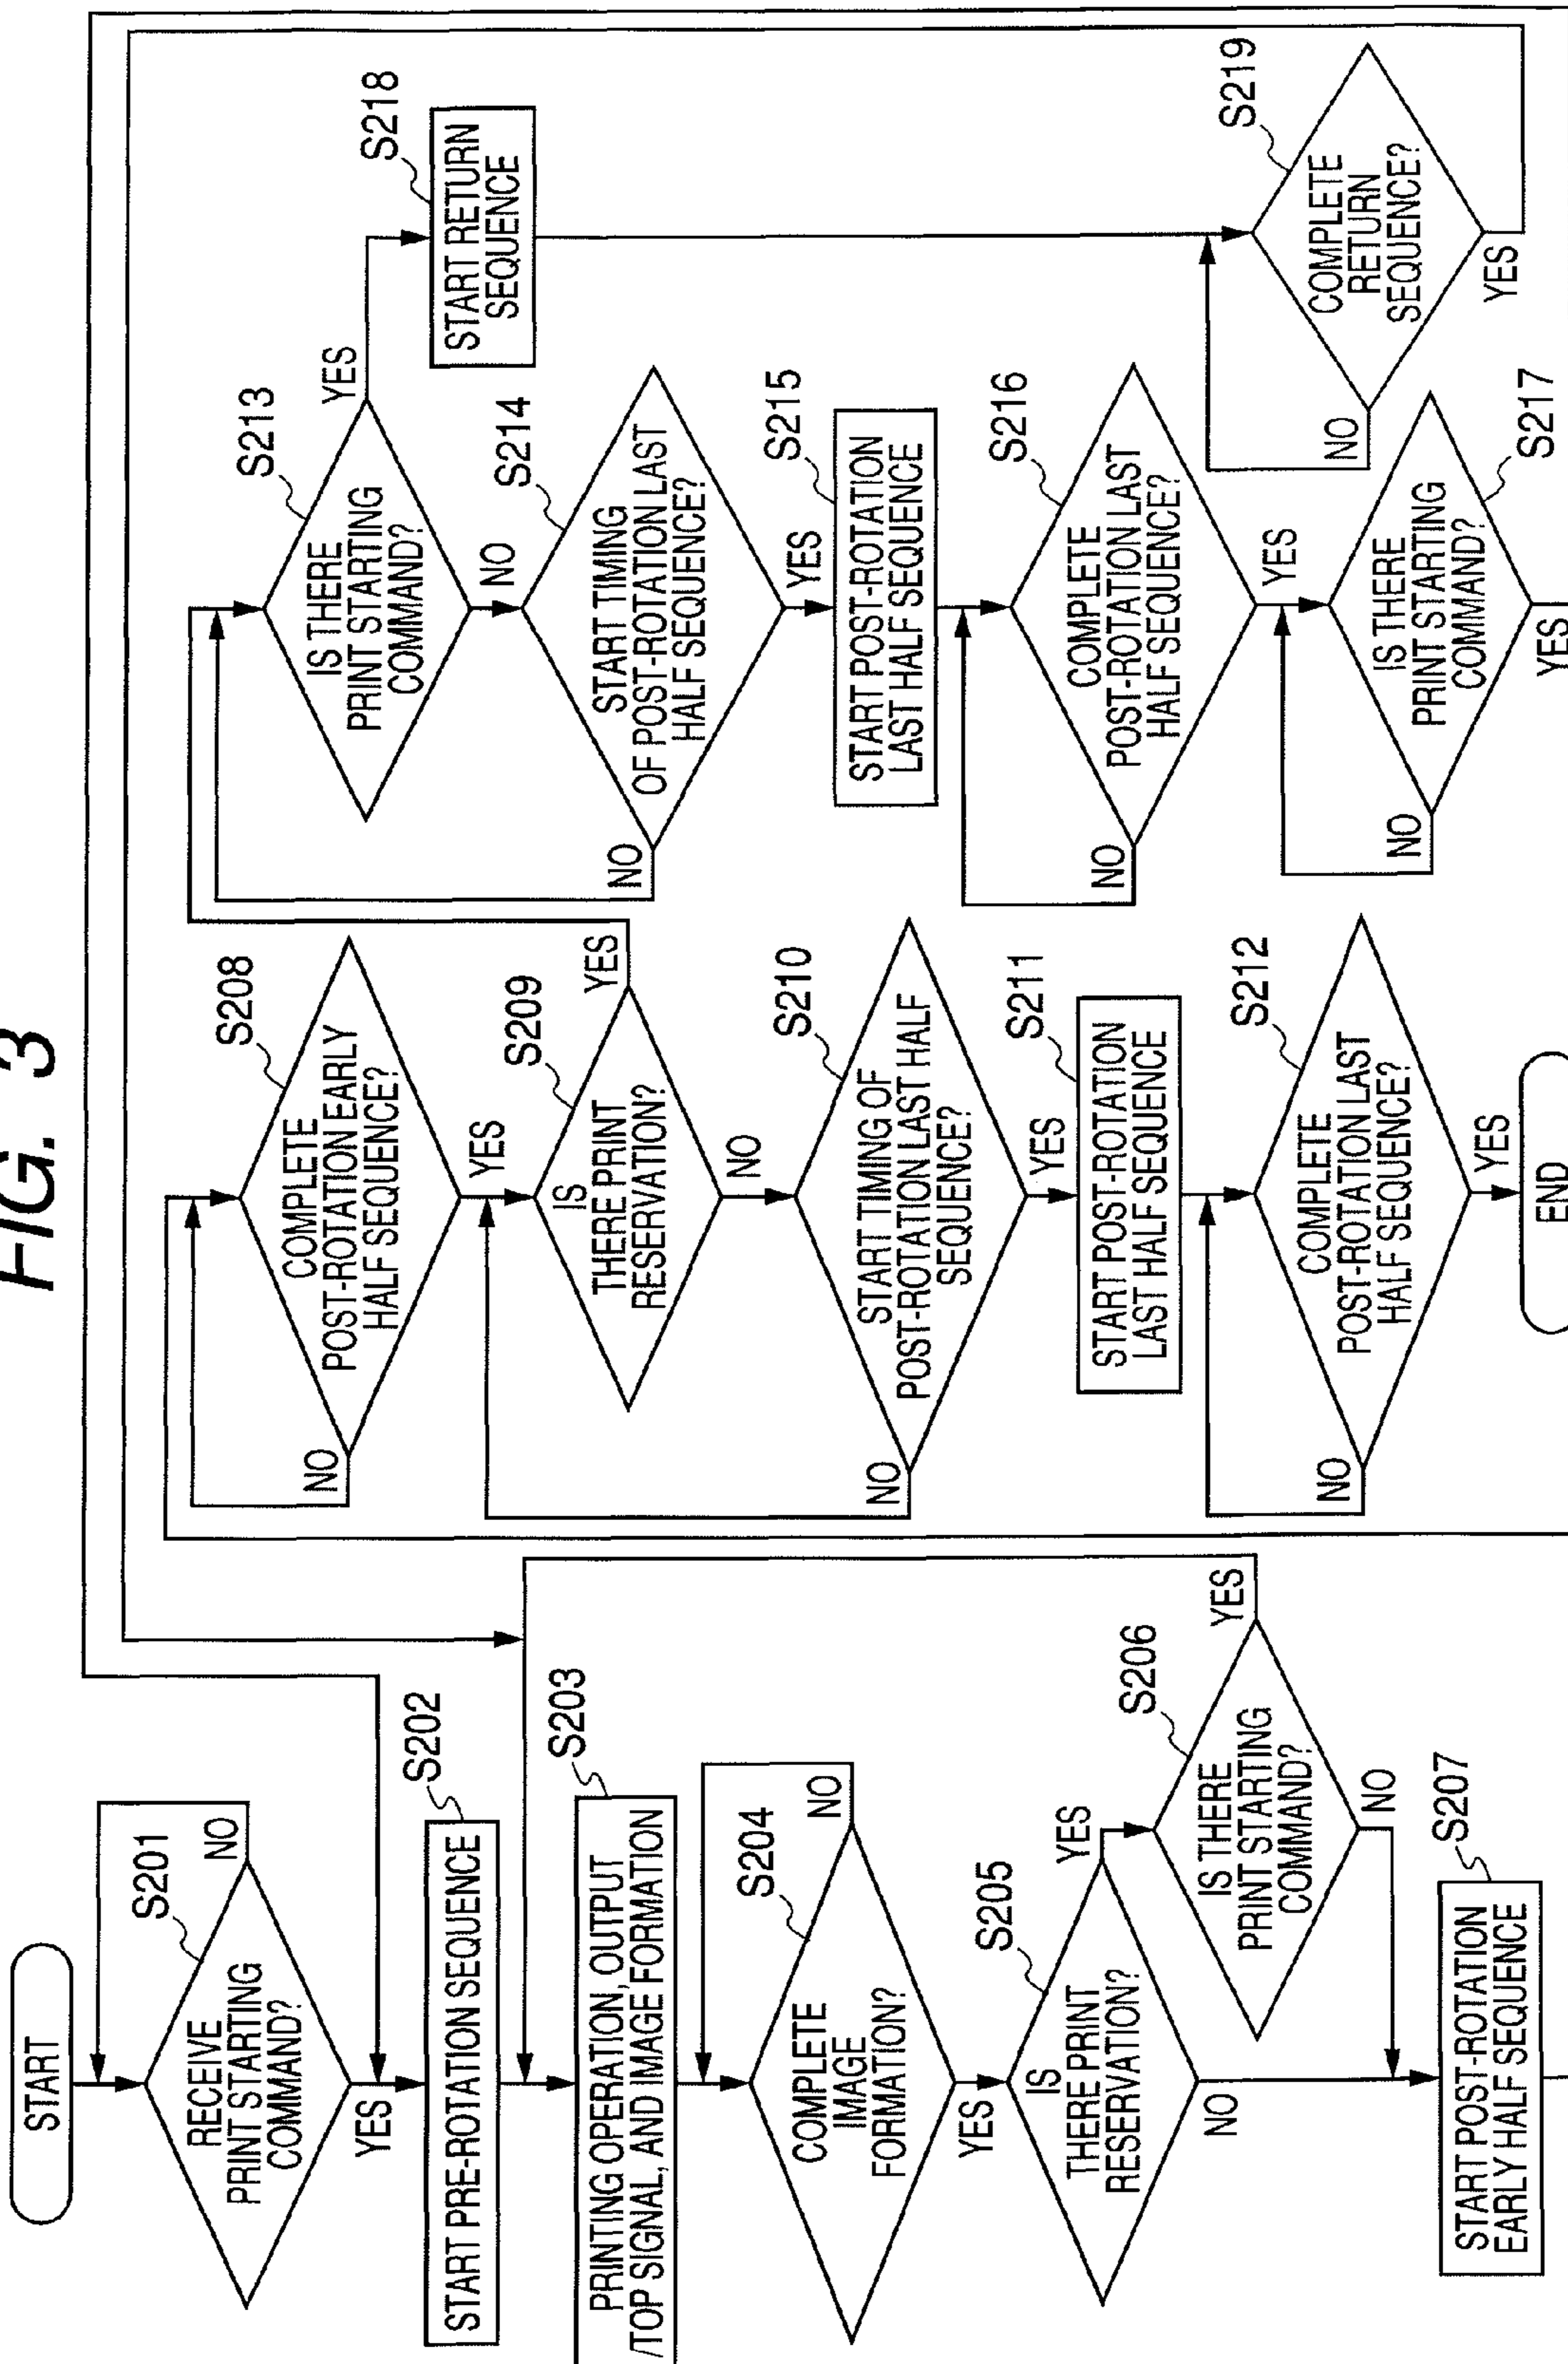 FIG. 3
START
S201
RECEIVE
PRINT STARTING
COMMAND?
NO
YES
S202
START PRE-ROTATION SEQUENCE
S203
PRINTING OPERATION, OUTPUT
/TOP SIGNAL, AND IMAGE FORMATION
S204
COMPLETE
IMAGE
FORMATION?
NO
YES
S205
IS
THERE PRINT
RESERVATION?
YES
NO
S206
IS THERE
PRINT STARTING
COMMAND?
YES
NO
S207
START POST-ROTATION
EARLY HALF SEQUENCE
S208
COMPLETE
POST-ROTATION EARLY
HALF SEQUENCE?
NO
YES
S209
IS
THERE PRINT
RESERVATION?
YES
NO
S210
START TIMING OF
POST-ROTATION LAST HALF
SEQUENCE?
NO
YES
S211
START POST-ROTATION
LAST HALF SEQUENCE
S212
COMPLETE
POST-ROTATION LAST
HALF SEQUENCE?
NO
YES
END
S213
IS THERE
PRINT STARTING
COMMAND?
YES
NO
S214
START TIMING
OF POST-ROTATION LAST
HALF SEQUENCE?
NO
YES
S215
START POST-ROTATION
LAST HALF SEQUENCE
S216
COMPLETE
POST-ROTATION LAST
HALF SEQUENCE?
NO
YES
S217
IS THERE
PRINT STARTING
COMMAND?
NO
YES
S218
START RETURN
SEQUENCE
S219
COMPLETE
RETURN
SEQUENCE?
NO
YES